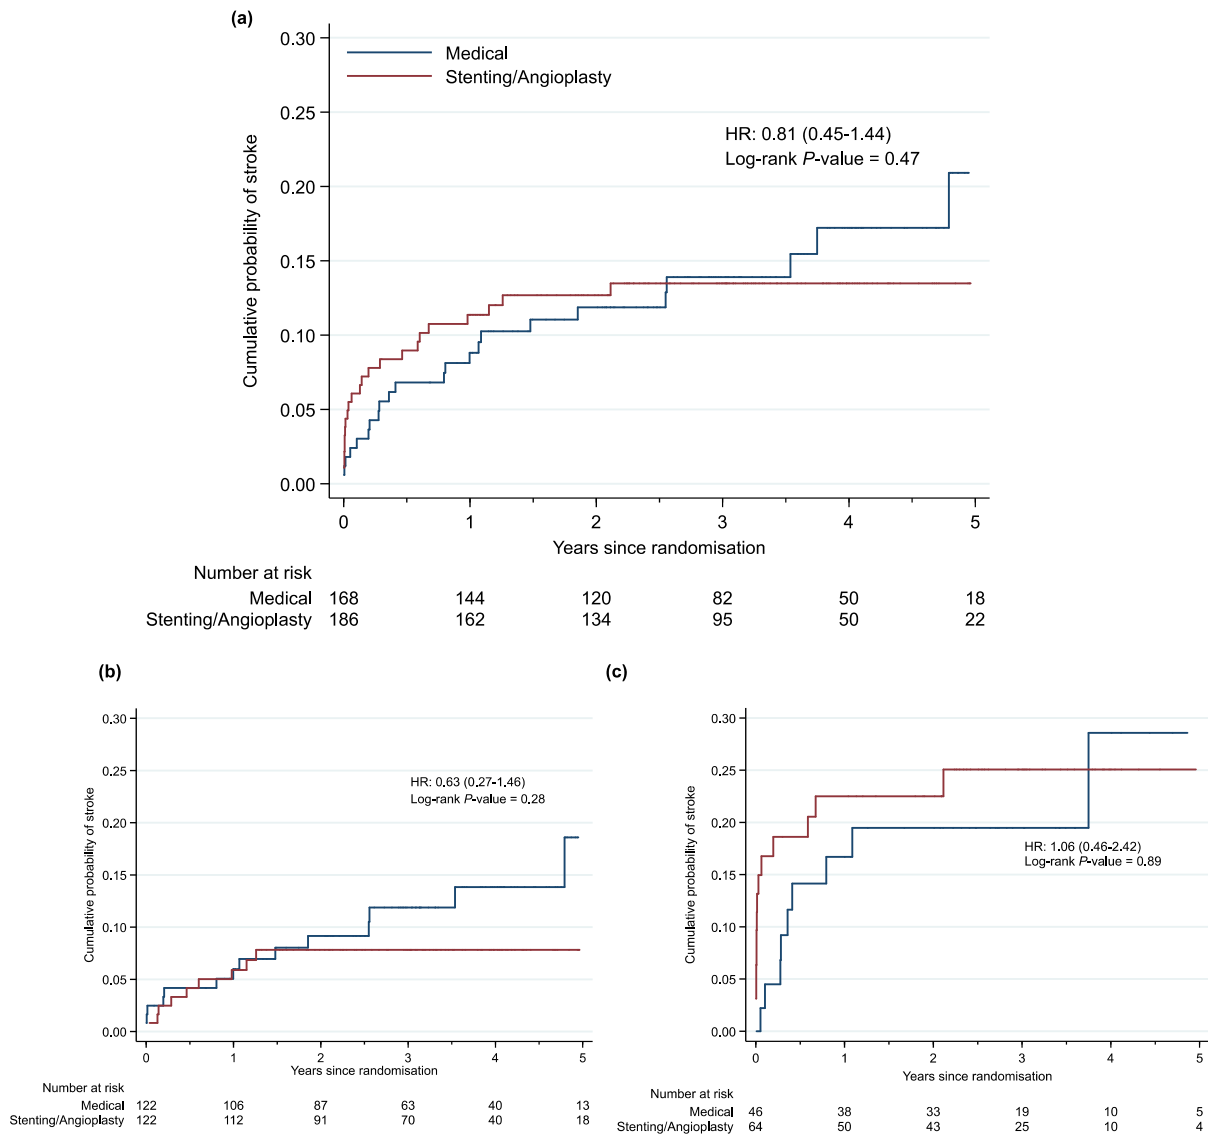 (a)
0.30
0.25
0.20
0.15
0.10
0.05
0.00
Cumulative probability of stroke
Medical
Stenting/Angioplasty
HR: 0.81 (0.45-1.44)
Log-rank P-value = 0.47
0 1 2 3 4 5
Years since randomisation
Number at risk
Medical 168 144 120 82 50 18
Stenting/Angioplasty 186 162 134 95 50 22
(b)
0.30
0.25
0.20
0.15
0.10
0.05
0.00
Cumulative probability of stroke
HR: 0.63 (0.27-1.46)
Log-rank P-value = 0.28
0 1 2 3 4 5
Years since randomisation
Number at risk
Medical 122 106 87 63 40 13
Stenting/Angioplasty 122 112 91 70 40 18
(c)
0.30
0.25
0.20
0.15
0.10
0.05
0.00
Cumulative probability of stroke
HR: 1.06 (0.46-2.42)
Log-rank P-value = 0.89
0 1 2 3 4 5
Years since randomisation
Number at risk
Medical 46 38 33 19 10 5
Stenting/Angioplasty 64 50 43 25 10 4